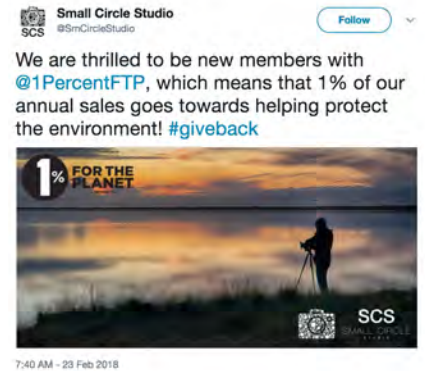 Small Circle Studio
@SmCircleStudio
SCS
Follow
We are thrilled to be new members with
@1PercentFTP, which means that 1% of our
annual sales goes towards helping protect
the environment! #giveback
1%
FOR THE
PLANET
SCS
SMALL CIRCLE
STUDIO
7:40 AM - 23 Feb 2018